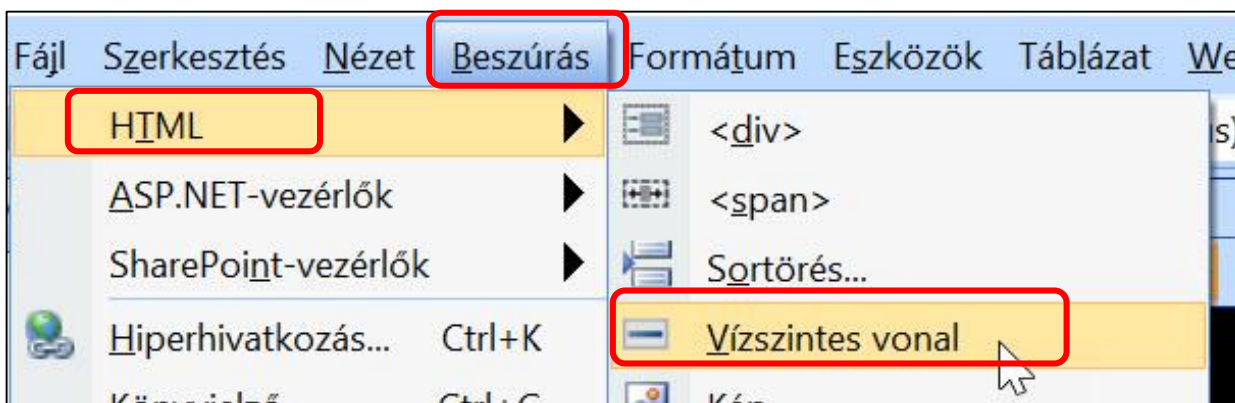 Fájl Szerkesztés Nézet Beszúrás Formátum Eszközök Táblázat We
HTML
ASP.NET-vezérlők
SharePoint-vezérlők
Hiperhivatkozás... Ctrl+K
<div>
<span>
Sortörés...
Vízszintes vonal
s)